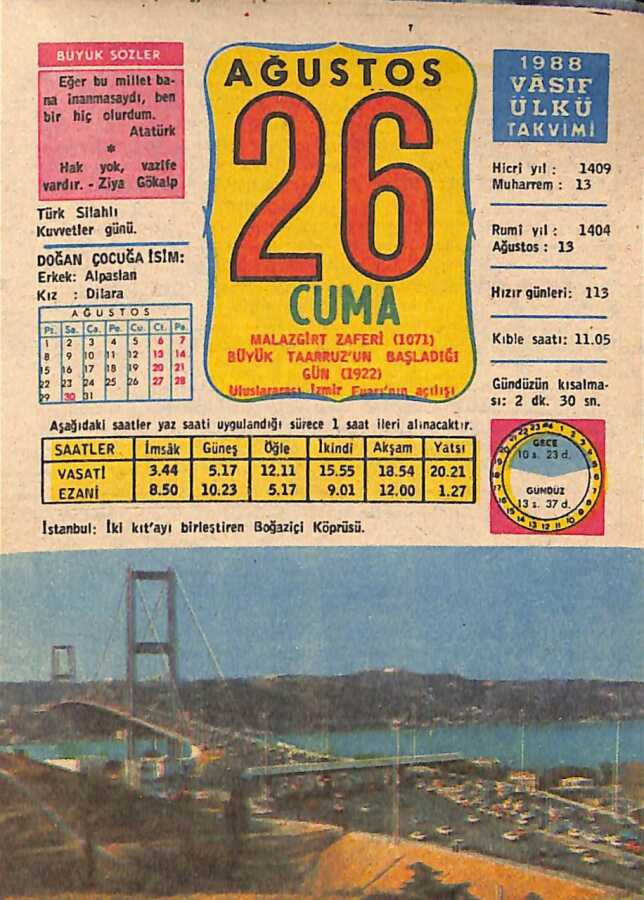 BÜYÜK SÖZLER
Eğer bu millet ba-
na inanmasaydı, ben
bir hiç olurdum.
Atatürk
*
Hak yok, vazife
vardır. - Ziya Gökalp
Türk Silahlı
Kuvvetler günü.
DOĞAN ÇOCUĞA İSİM:
Erkek: Alpaslan
Kız : Dilara
AĞUSTOS
Pt. Sa. Ça. Pe. Cu. Ct. Pa.
1 2 3 4 5 6 7
8 9 10 11 12 13 14
15 16 17 18 19 20 21
22 23 24 25 26 27 28
29 30 31
AĞUSTOS
26
CUMA
MALAZGİRT ZAFERİ (1071)
BÜYÜK TAARRUZ'UN BAŞLADIĞI
GÜN (1922)
Uluslararası İzmir Fuarı'nın açılışı
1988
VÂSIF
ÜLKÜ
TAKVİMİ
Hicrî yıl : 1409
Muharrem : 13
Rumî yıl : 1404
Ağustos : 13
Hızır günleri: 113
Kıble saatı: 11.05
Gündüzün kısalma-
sı: 2 dk. 30 sn.
Aşağıdaki saatler yaz saati uygulandığı sürece 1 saat ileri alınacaktır.
SAATLER İmsâk Güneş Öğle İkindi Akşam Yatsı
VASATİ 3.44 5.17 12.11 15.55 18.54 20.21
EZANİ 8.50 10.23 5.17 9.01 12.00 1.27
GECE
10 s. 23 d.
GÜNDÜZ
13 s. 37 d.
İstanbul: İki kıt'ayı birleştiren Boğaziçi Köprüsü.